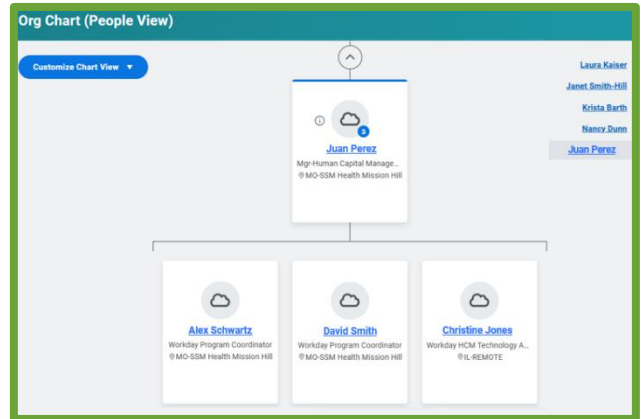 Org Chart (People View)
Customize Chart View
Laura Kaiser
Janet Smith-Hill
Krista Barth
Nancy Dunn
Juan Perez
3
Juan Perez
Mgr-Human Capital Manage...
MO-SSM Health Mission Hill
Alex Schwartz
Workday Program Coordinator
MO-SSM Health Mission Hill
David Smith
Workday Program Coordinator
MO-SSM Health Mission Hill
Christine Jones
Workday HCM Technology A...
IL-REMOTE